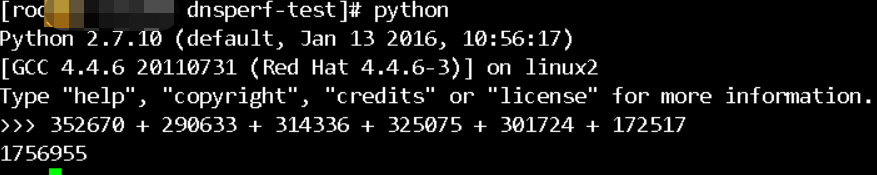 [roo dnsperf-test]# python
Python 2.7.10 (default, Jan 13 2016, 10:56:17)
[GCC 4.4.6 20110731 (Red Hat 4.4.6-3)] on linux2
Type "help", "copyright", "credits" or "license" for more information.
>>> 352670 + 290633 + 314336 + 325075 + 301724 + 172517
1756955